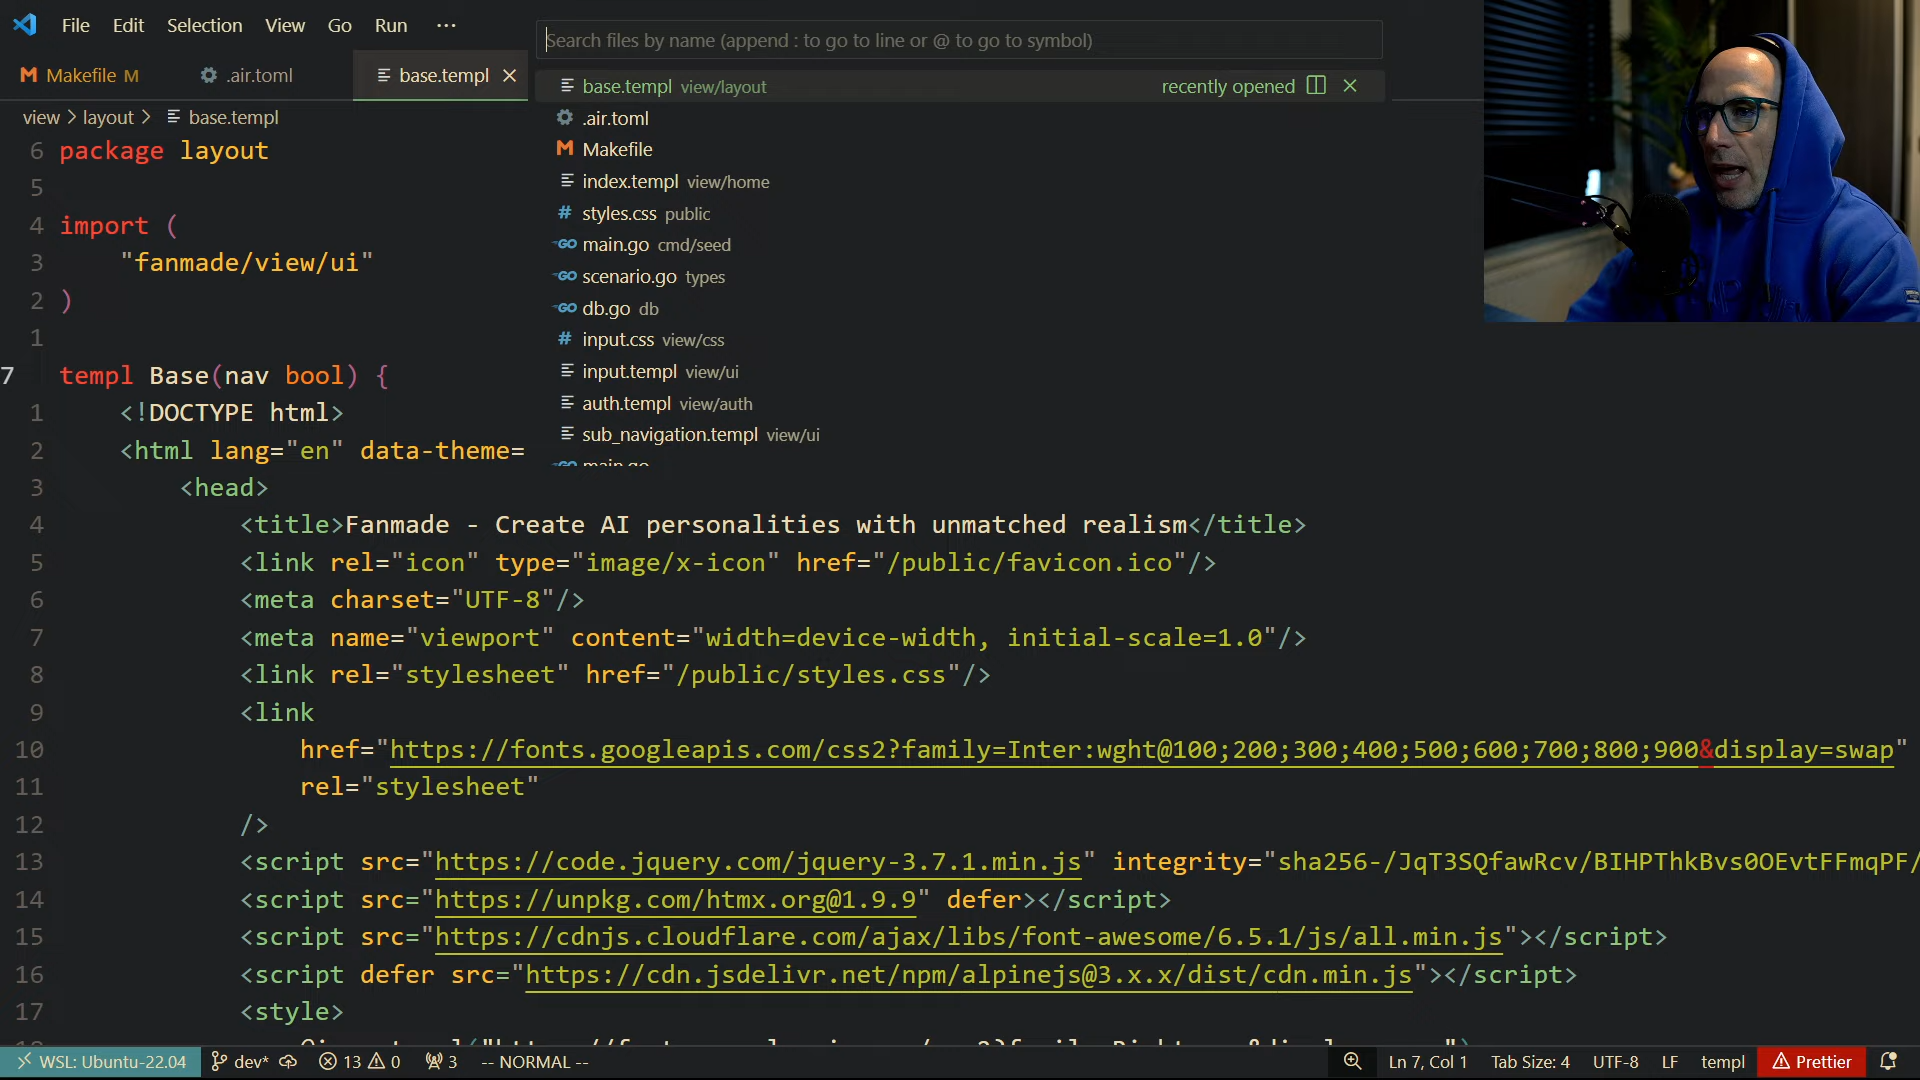 File Edit Selection View Go Run ···
Search files by name (append : to go to line or @ to go to symbol)
Makefile M .air.toml base.templ
base.templ view/layout recently opened
.air.toml
Makefile
index.templ view/home
styles.css public
main.go cmd/seed
scenario.go types
db.go db
input.css view/css
input.templ view/ui
auth.templ view/auth
sub_navigation.templ view/ui
main.go
view > layout > base.templ
6 package layout
5
4 import (
3 "fanmade/view/ui"
2 )
1
7 templ Base(nav bool) {
1 <!DOCTYPE html>
2 <html lang="en" data-theme=
3 <head>
4 <title>Fanmade - Create AI personalities with unmatched realism</title>
5 <link rel="icon" type="image/x-icon" href="/public/favicon.ico"/>
6 <meta charset="UTF-8"/>
7 <meta name="viewport" content="width=device-width, initial-scale=1.0"/>
8 <link rel="stylesheet" href="/public/styles.css"/>
9 <link
10 href="https://fonts.googleapis.com/css2?family=Inter:wght@100;200;300;400;500;600;700;800;900&display=swap"
11 rel="stylesheet"
12 />
13 <script src="https://code.jquery.com/jquery-3.7.1.min.js" integrity="sha256-/JqT3SQfawRcv/BIHPThkBvs0OEvtFFmqPF/
14 <script src="https://unpkg.com/htmx.org@1.9.9" defer></script>
15 <script src="https://cdnjs.cloudflare.com/ajax/libs/font-awesome/6.5.1/js/all.min.js"></script>
16 <script defer src="https://cdn.jsdelivr.net/npm/alpinejs@3.x.x/dist/cdn.min.js"></script>
17 <style>
WSL: Ubuntu-22.04 dev* 13 0 3 -- NORMAL -- Ln 7, Col 1 Tab Size: 4 UTF-8 LF templ Prettier